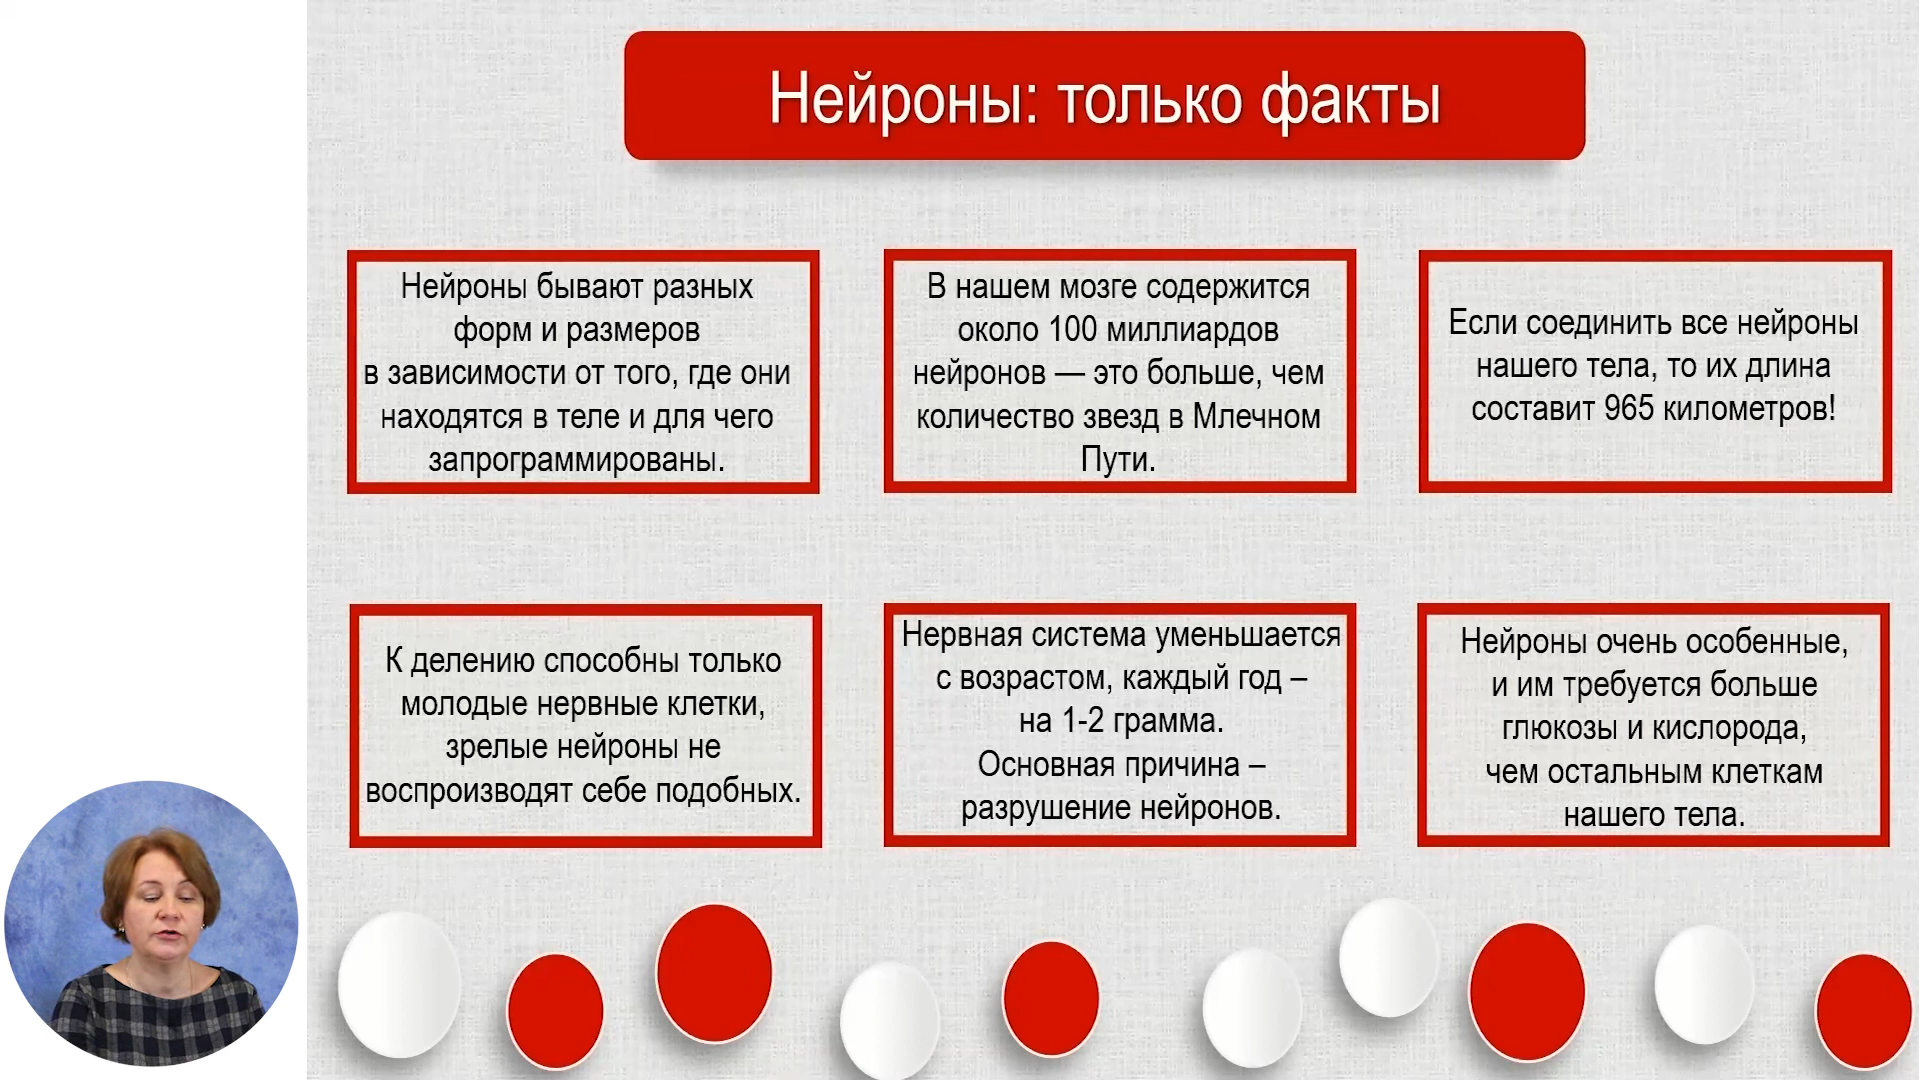 Нейроны: только факты
Нейроны бывают разных
форм и размеров
в зависимости от того, где они
находятся в теле и для чего
запрограммированы.
В нашем мозге содержится
около 100 миллиардов
нейронов — это больше, чем
количество звезд в Млечном
Пути.
Если соединить все нейроны
нашего тела, то их длина
составит 965 километров!
К делению способны только
молодые нервные клетки,
зрелые нейроны не
воспроизводят себе подобных.
Нервная система уменьшается
с возрастом, каждый год –
на 1-2 грамма.
Основная причина –
разрушение нейронов.
Нейроны очень особенные,
и им требуется больше
глюкозы и кислорода,
чем остальным клеткам
нашего тела.